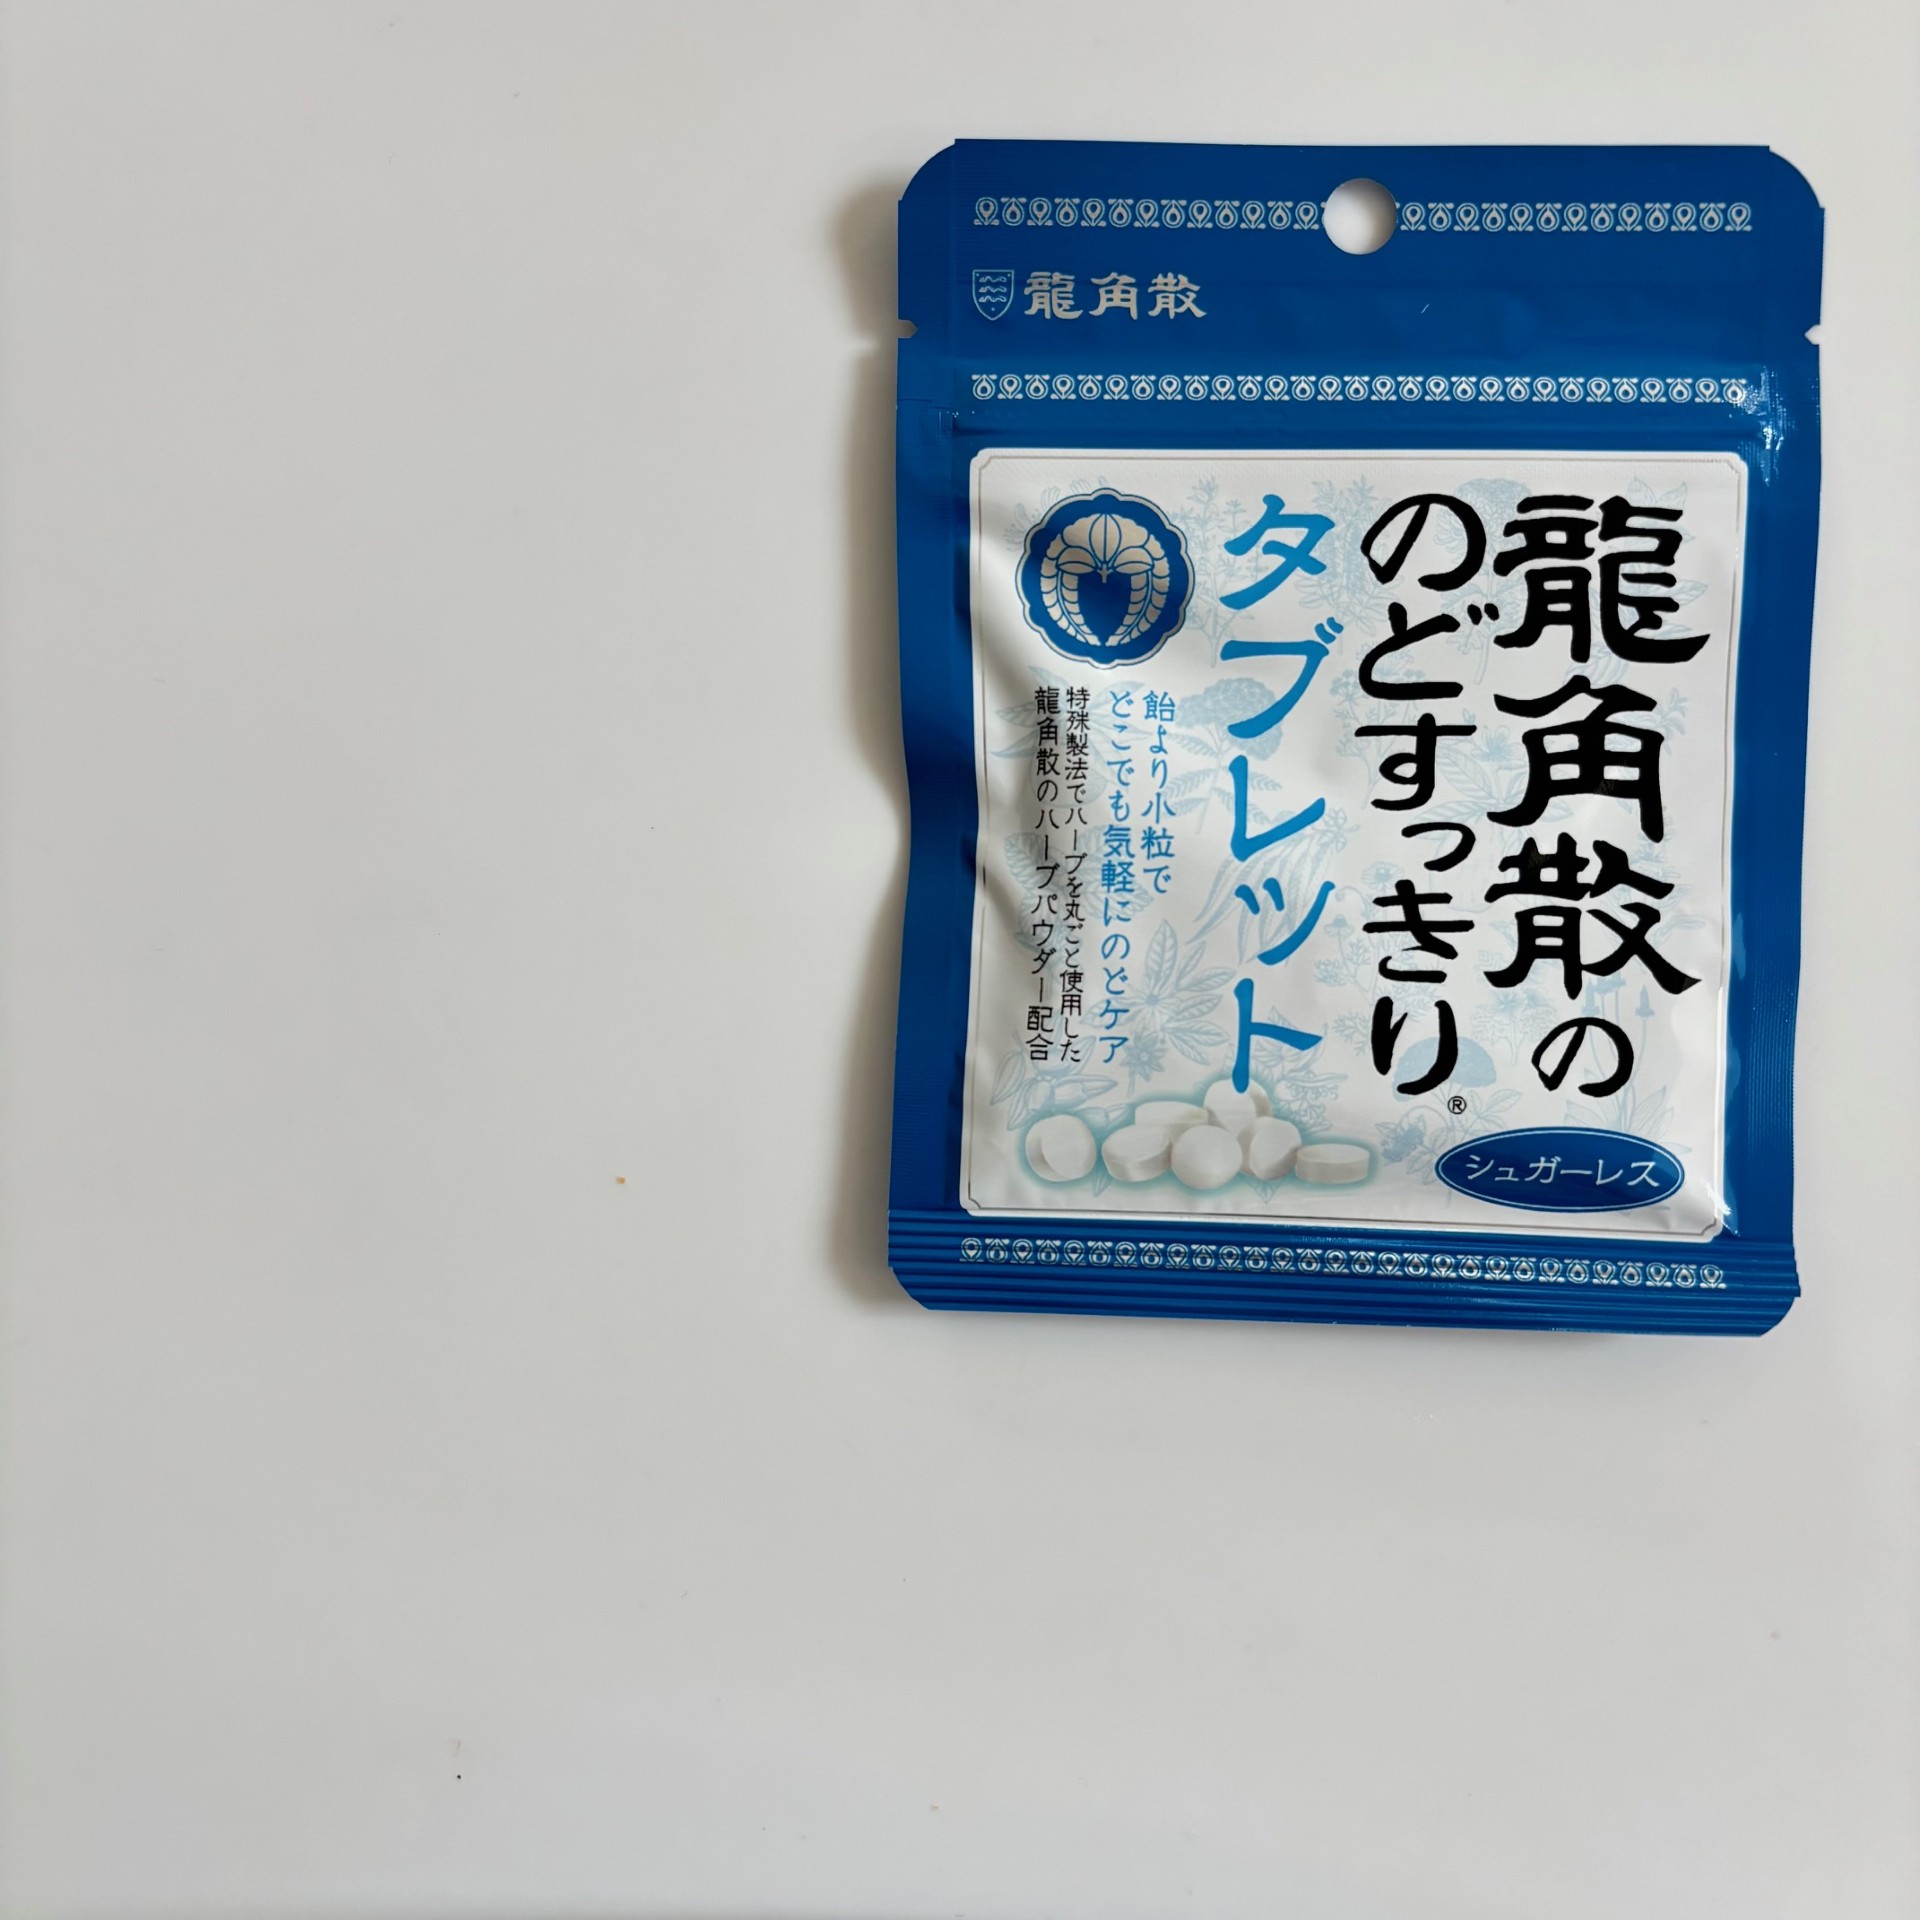 龍角散
龍角散の
のどすっきり®
タブレット
飴より小粒で
どこでも気軽にのどケア
特殊製法でハーブを丸ごと使用した
龍角散のハーブパウダー配合
シュガーレス